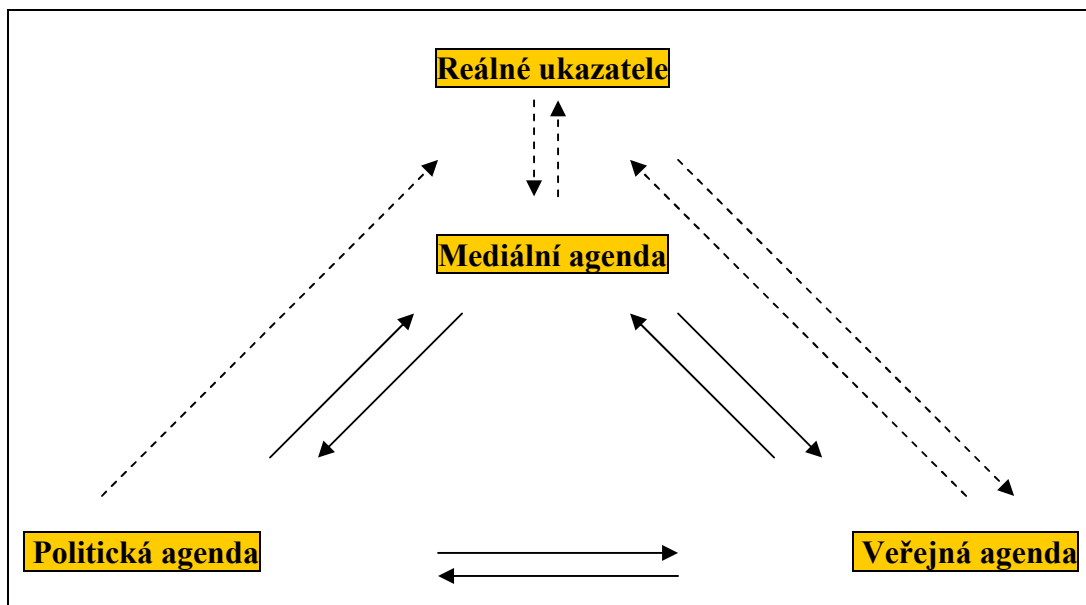 Reálné ukazatele
Mediální agenda
Politická agenda
Veřejná agenda